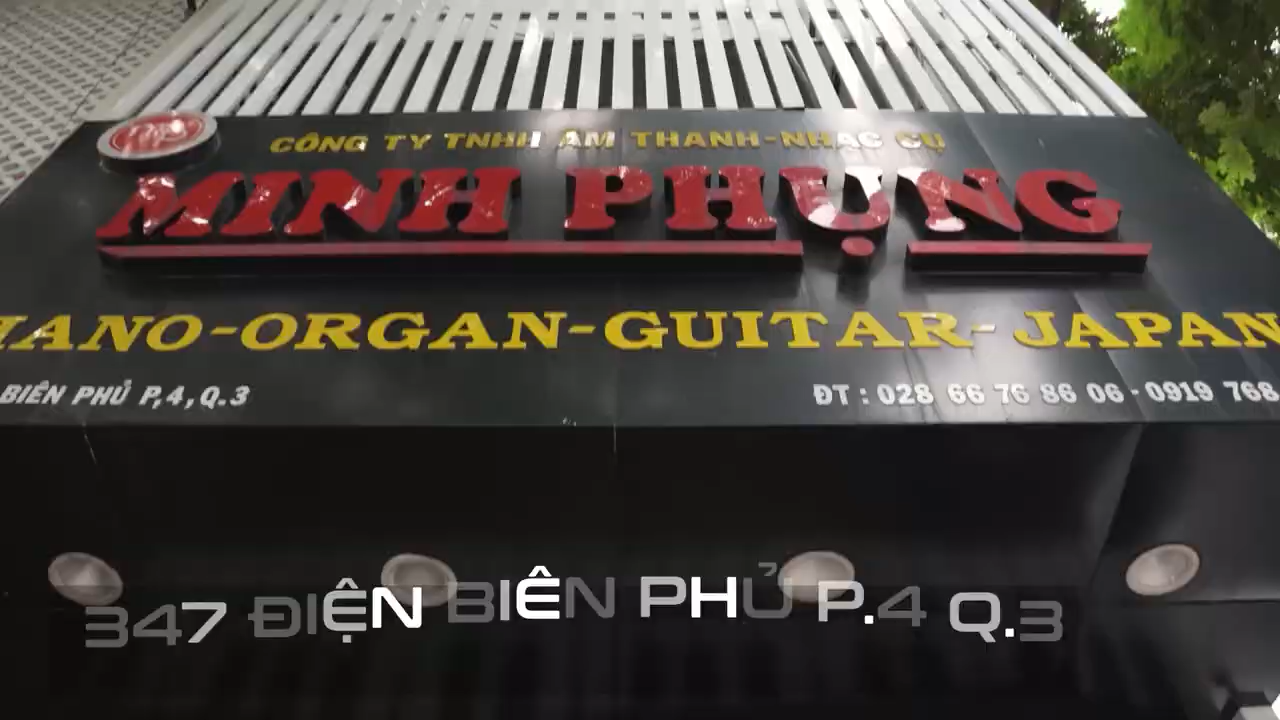 CÔNG TY TNHH ÂM THANH-NHẠC CỤ
MINH PHỤNG
IANO-ORGAN-GUITAR-JAPAN
BIÊN PHỦ P,4,Q.3
ĐT : 028 66 76 86 06-0919 768
347 ĐIỆN BIÊN PHỦ P.4 Q.3